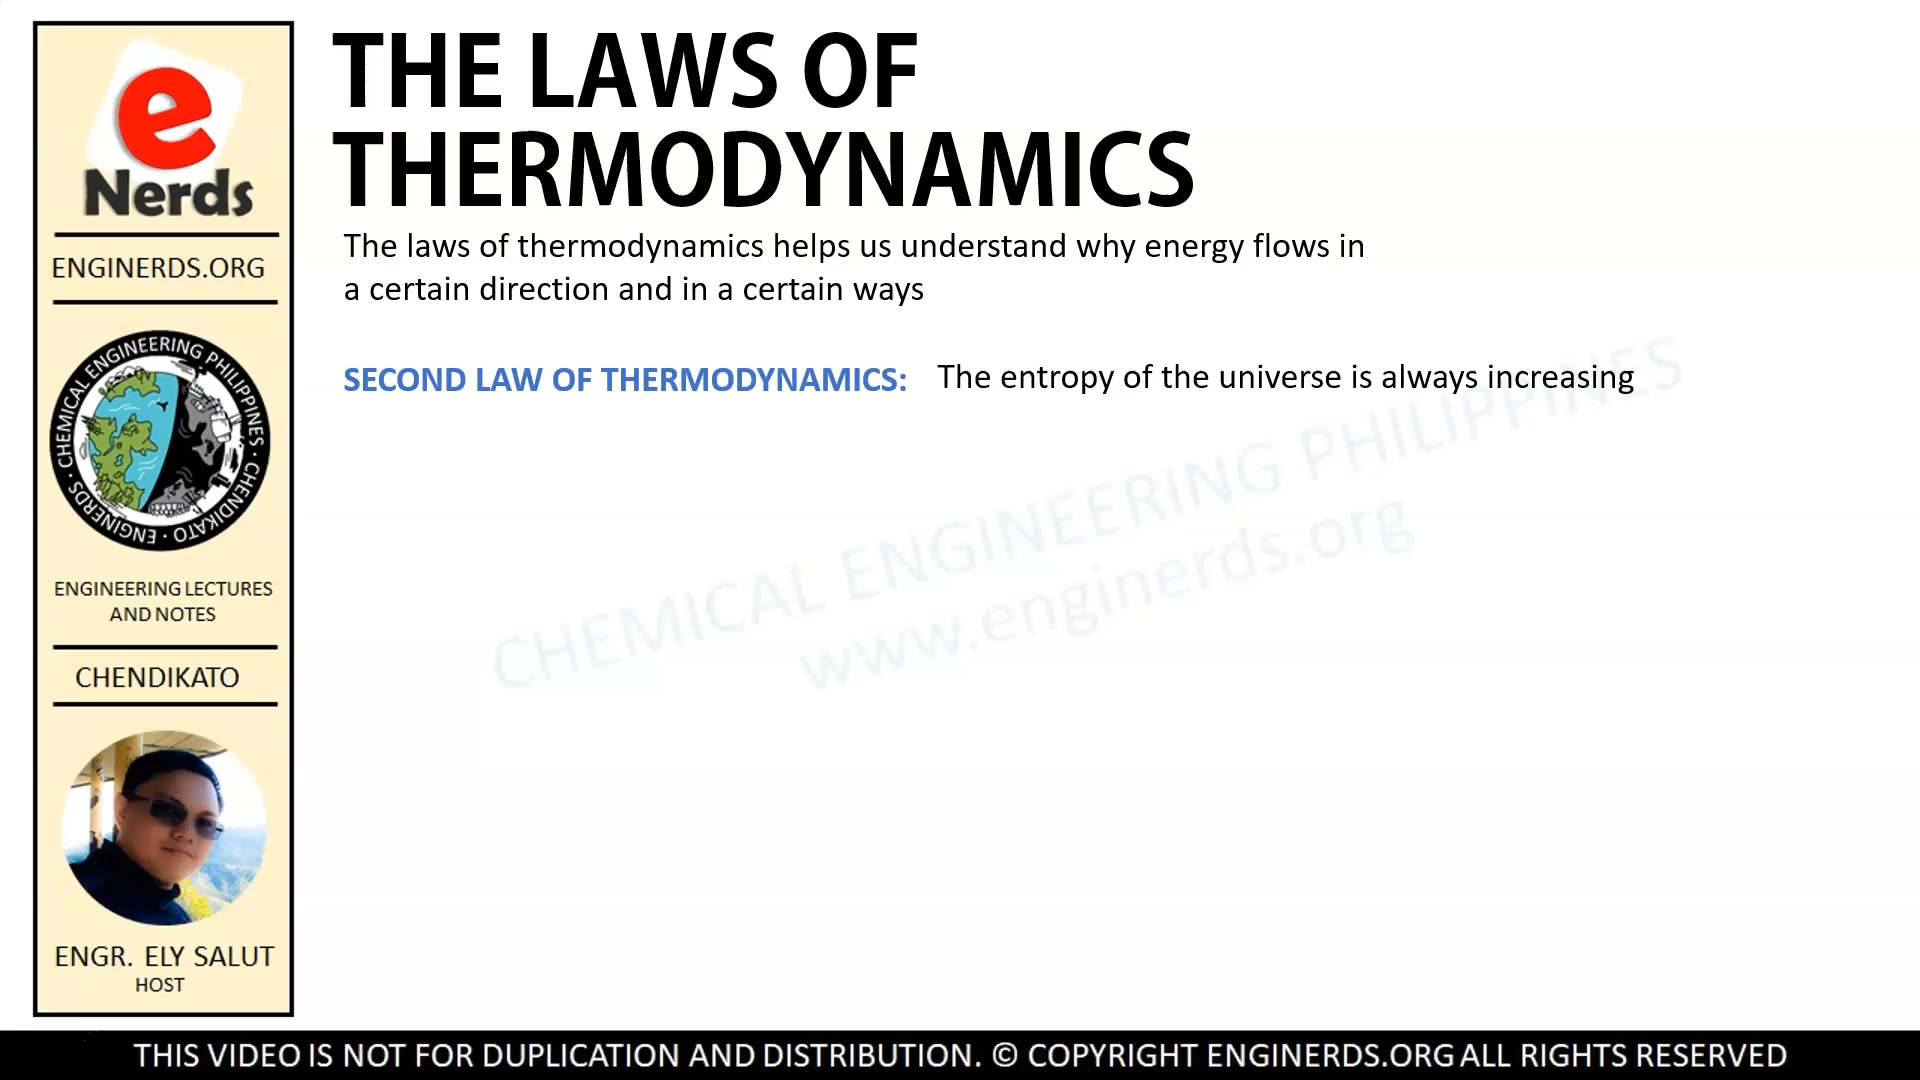 e
Nerds
ENGINERDS.ORG
CHEMICAL ENGINEERING PHILIPPINES · CHENDIKATO · ENGINERDS ·
ENGINEERING LECTURES
AND NOTES
CHENDIKATO
ENGR. ELY SALUT
HOST
THE LAWS OF
THERMODYNAMICS
The laws of thermodynamics helps us understand why energy flows in
a certain direction and in a certain ways
SECOND LAW OF THERMODYNAMICS: The entropy of the universe is always increasing
CHEMICAL ENGINEERING PHILIPPINES
www.enginerds.org
THIS VIDEO IS NOT FOR DUPLICATION AND DISTRIBUTION. © COPYRIGHT ENGINERDS.ORG ALL RIGHTS RESERVED